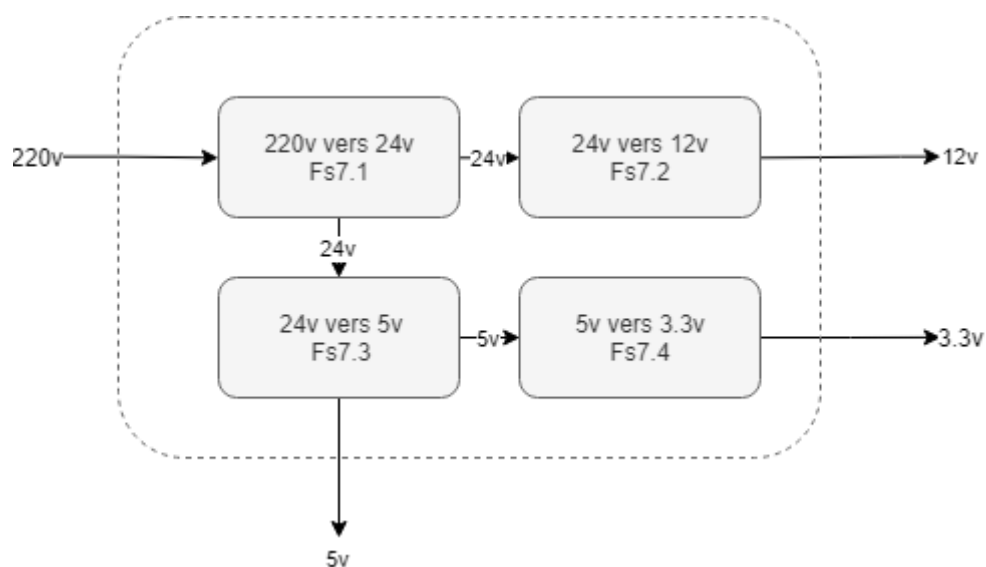 220v vers 24v
Fs7.1
24v vers 12v
Fs7.2
220v
24v
12v
24v
24v vers 5v
Fs7.3
5v vers 3.3v
Fs7.4
5v
3.3v
5v